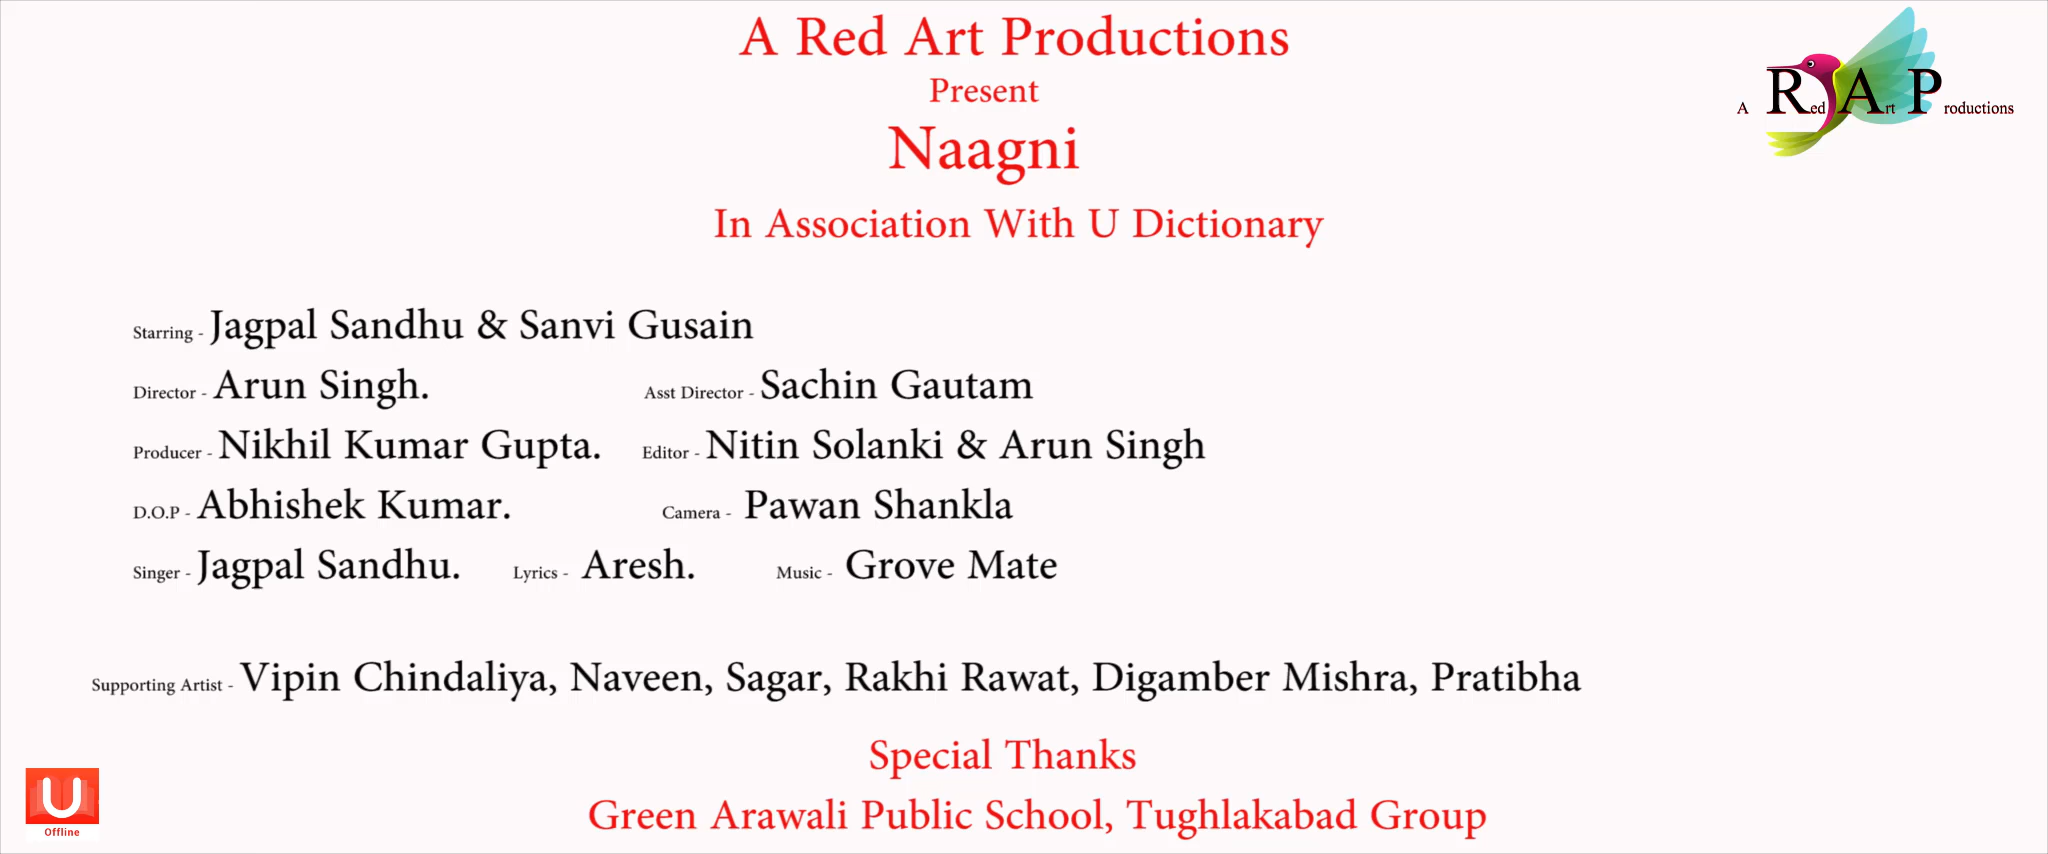 A Red Art Productions
Present
Naagni
In Association With U Dictionary
A Red Art Productions
Starring - Jagpal Sandhu & Sanvi Gusain
Director - Arun Singh. Asst Director - Sachin Gautam
Producer - Nikhil Kumar Gupta. Editor - Nitin Solanki & Arun Singh
D.O.P - Abhishek Kumar. Camera - Pawan Shankla
Singer - Jagpal Sandhu. Lyrics - Aresh. Music - Grove Mate
Supporting Artist - Vipin Chindaliya, Naveen, Sagar, Rakhi Rawat, Digamber Mishra, Pratibha
Special Thanks
Green Arawali Public School, Tughlakabad Group
U
Offline